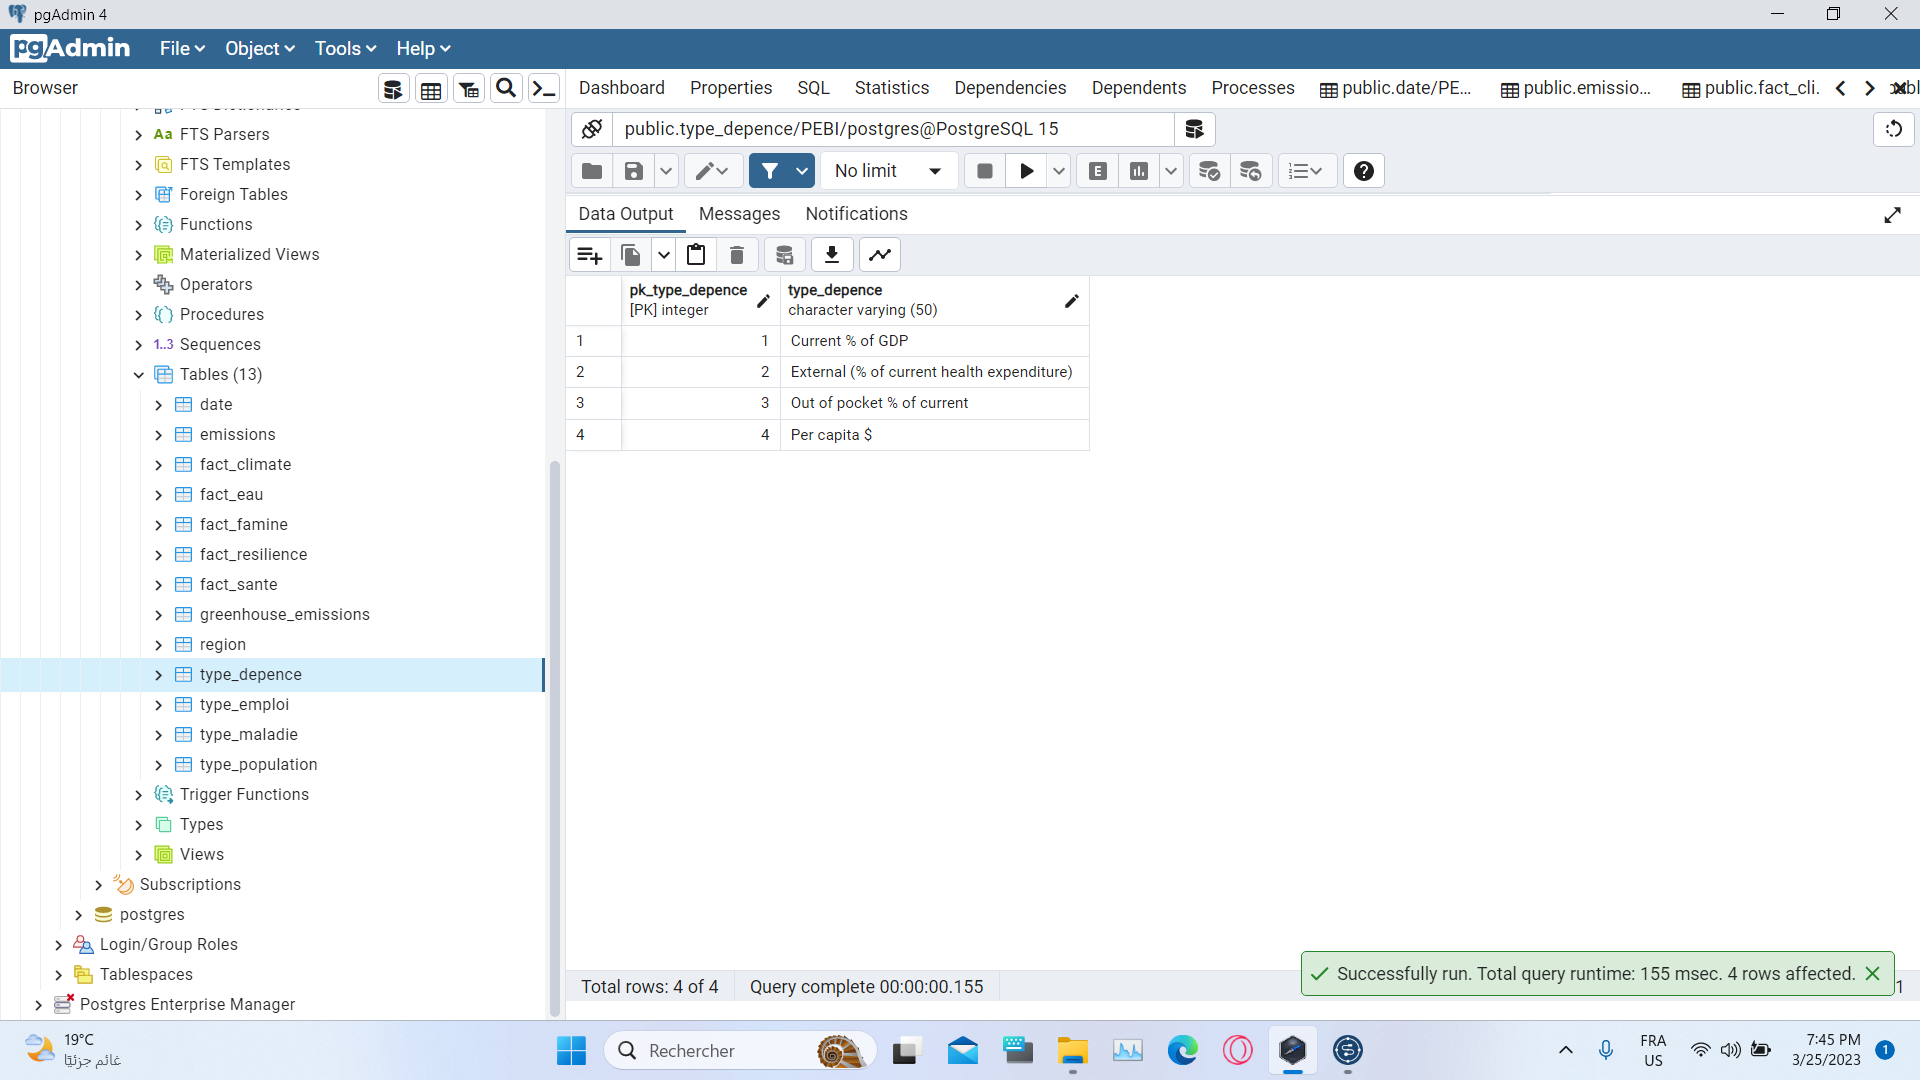 pgAdmin 4
pgAdmin File Object Tools Help
Browser
Dashboard Properties SQL Statistics Dependencies Dependents Processes public.date/PE... public.emissio... public.fact_cli.
public.type_depence/PEBI/postgres@PostgreSQL 15
No limit
E
Data Output Messages Notifications
pk_type_depence
[PK] integer
type_depence
character varying (50)
1 1 Current % of GDP
2 2 External (% of current health expenditure)
3 3 Out of pocket % of current
4 4 Per capita $
Aa FTS Parsers
FTS Templates
Foreign Tables
Functions
Materialized Views
Operators
Procedures
1..3 Sequences
Tables (13)
date
emissions
fact_climate
fact_eau
fact_famine
fact_resilience
fact_sante
greenhouse_emissions
region
type_depence
type_emploi
type_maladie
type_population
Trigger Functions
Types
Views
Subscriptions
postgres
Login/Group Roles
Tablespaces
Postgres Enterprise Manager
Total rows: 4 of 4 Query complete 00:00:00.155
Successfully run. Total query runtime: 155 msec. 4 rows affected.
1
19°C
غائم جزئيًا
Rechercher
FRA
US
7:45 PM
3/25/2023
1